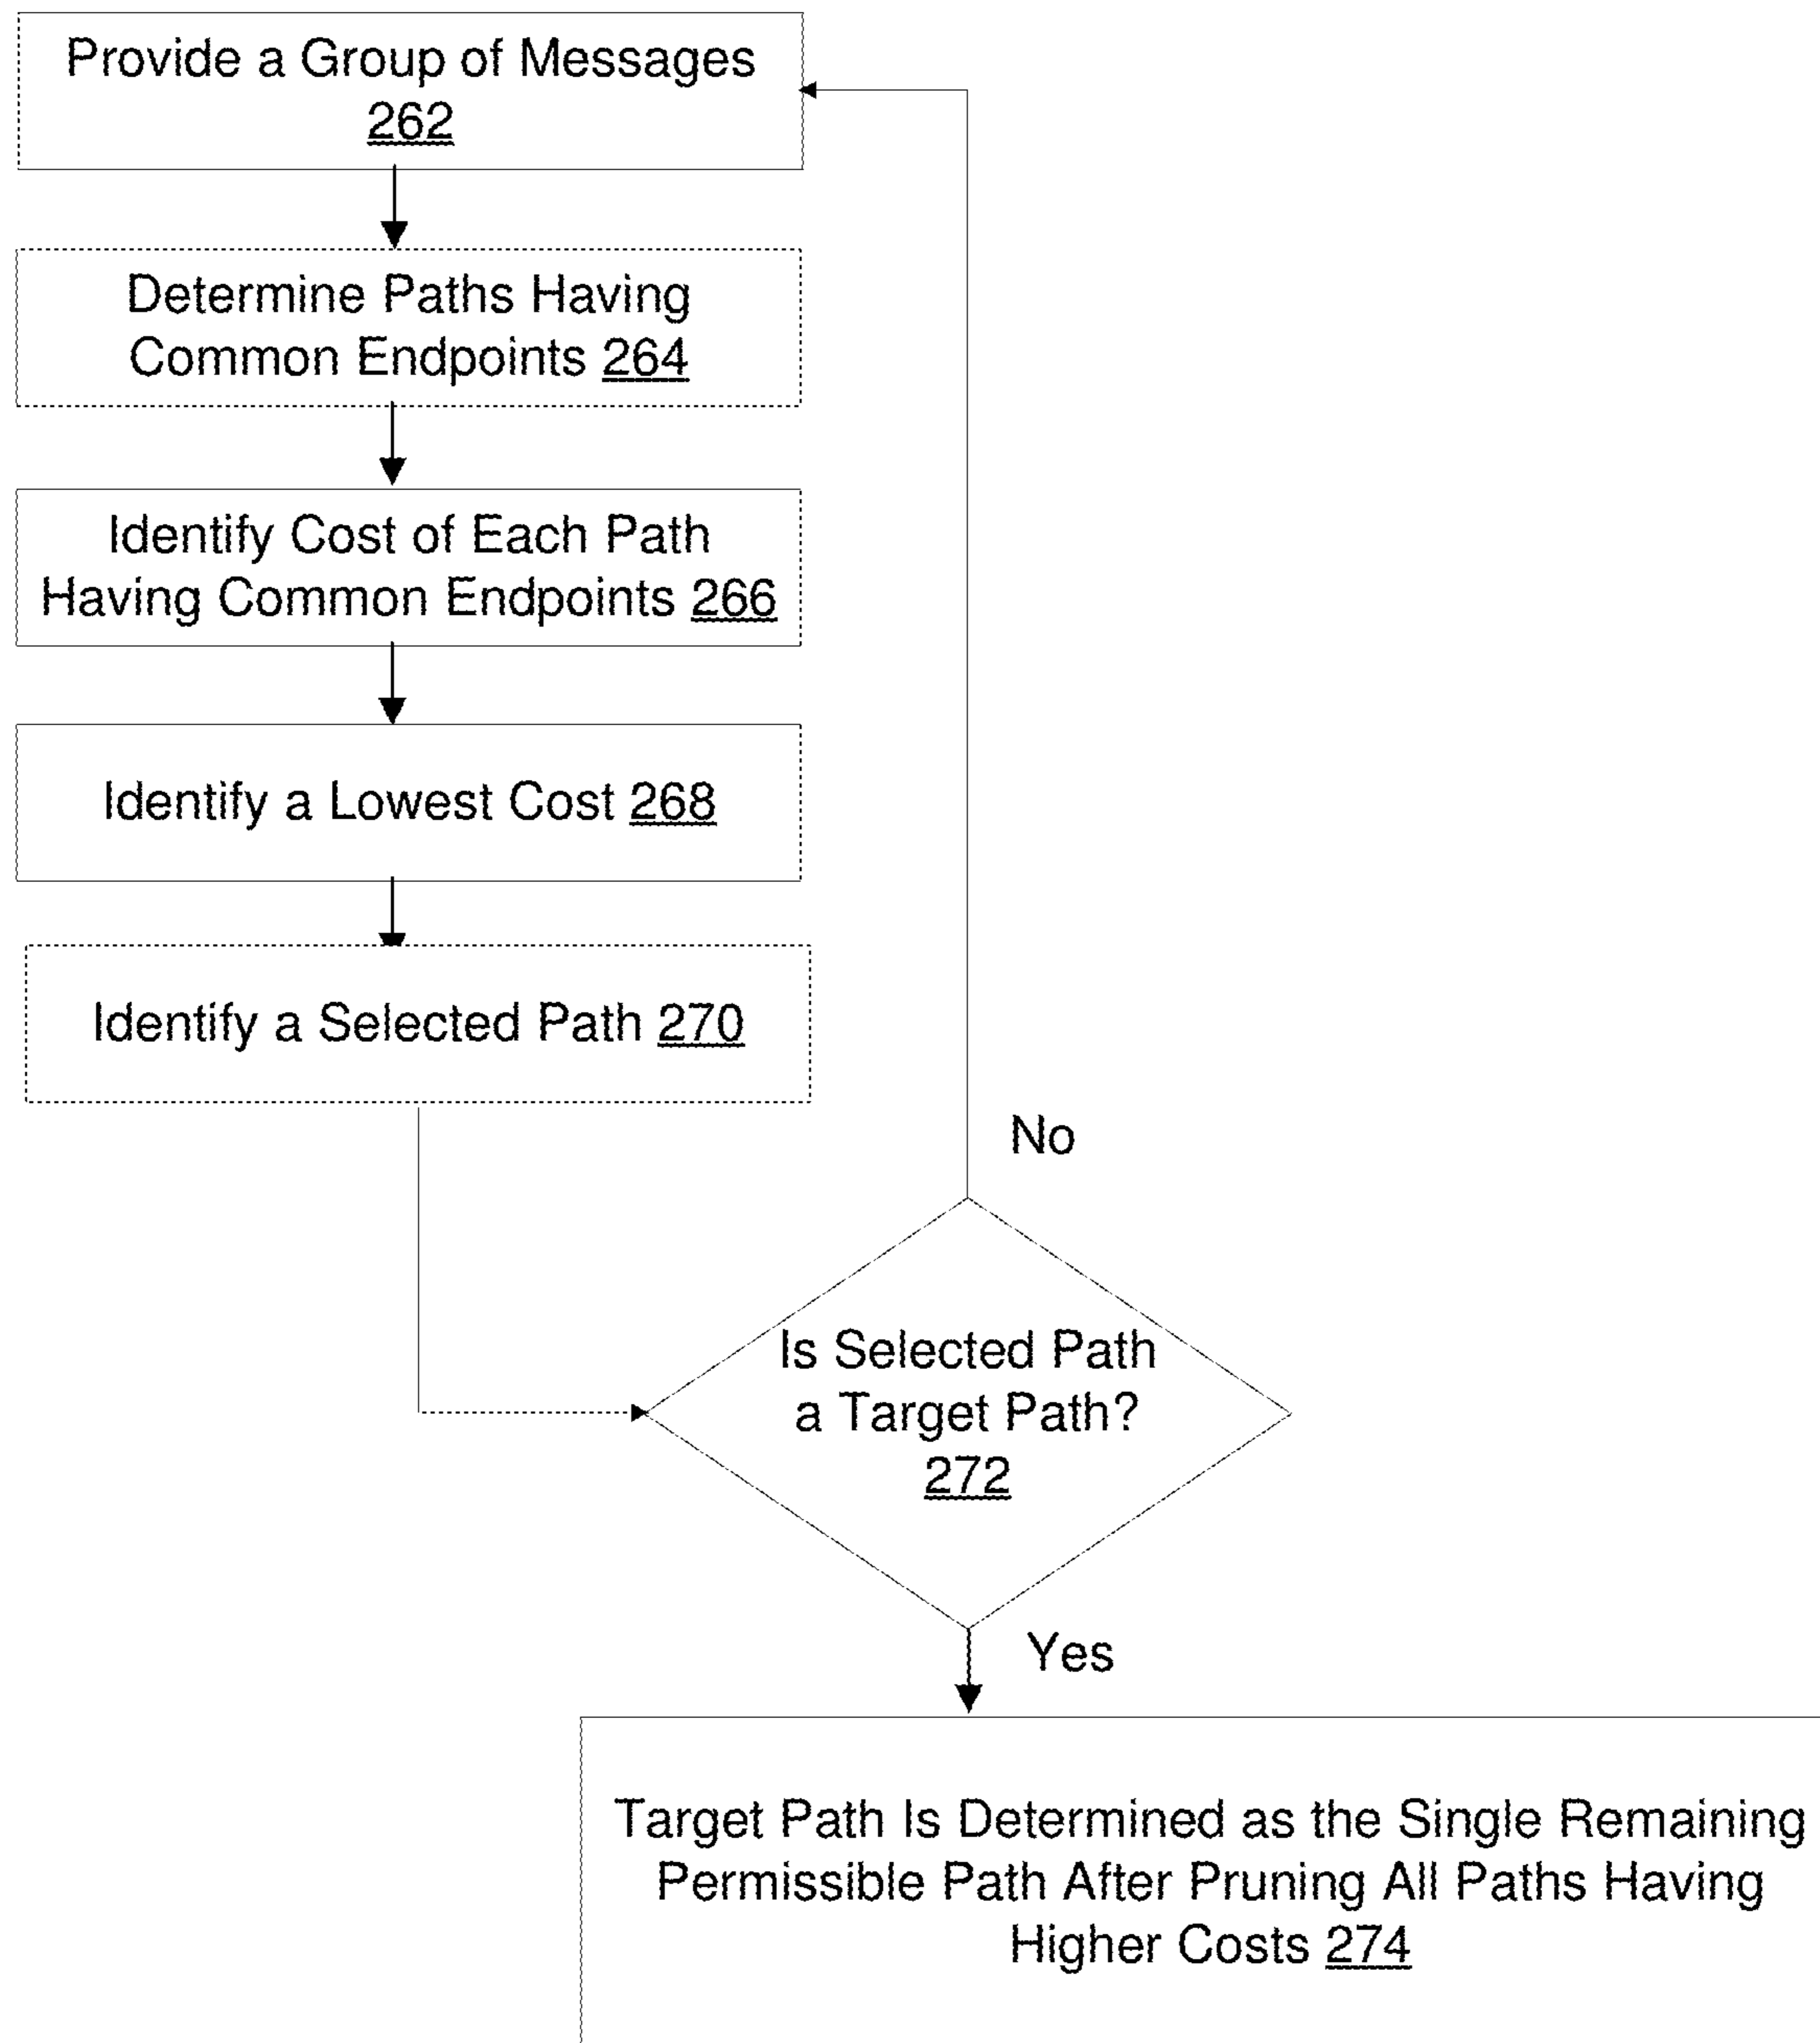 Provide a Group of Messages
262
Determine Paths Having
Common Endpoints 264
Identify Cost of Each Path
Having Common Endpoints 266
Identify a Lowest Cost 268
Identify a Selected Path 270
No
Is Selected Path
a Target Path?
272
Yes
Target Path Is Determined as the Single Remaining
Permissible Path After Pruning All Paths Having
Higher Costs 274